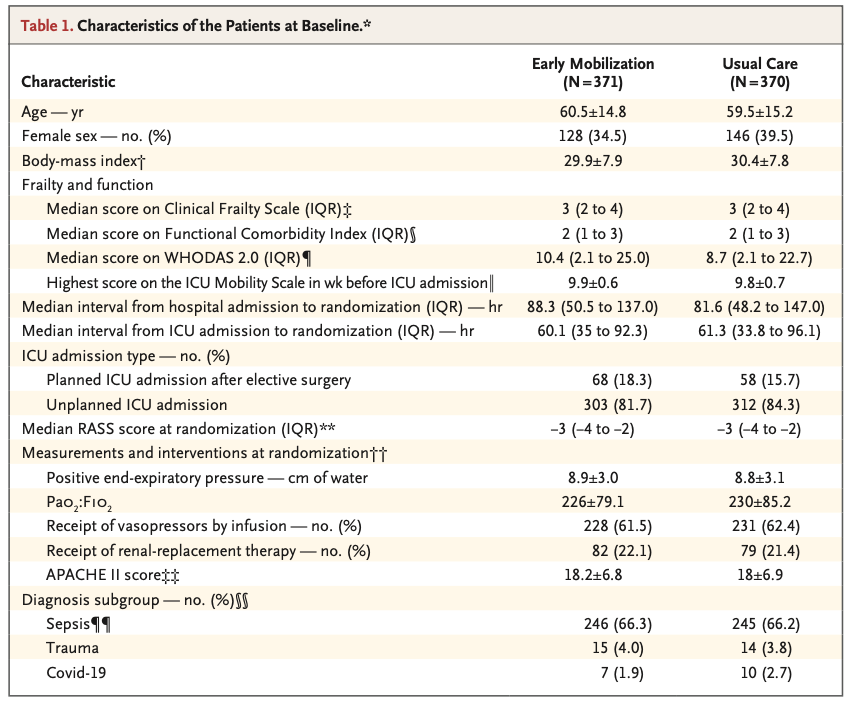 Table 1. Characteristics of the Patients at Baseline.*
Characteristic Early Mobilization (N=371) Usual Care (N=370)
Age — yr 60.5±14.8 59.5±15.2
Female sex — no. (%) 128 (34.5) 146 (39.5)
Body-mass index† 29.9±7.9 30.4±7.8
Frailty and function
Median score on Clinical Frailty Scale (IQR)‡ 3 (2 to 4) 3 (2 to 4)
Median score on Functional Comorbidity Index (IQR)§ 2 (1 to 3) 2 (1 to 3)
Median score on WHODAS 2.0 (IQR)¶ 10.4 (2.1 to 25.0) 8.7 (2.1 to 22.7)
Highest score on the ICU Mobility Scale in wk before ICU admission‖ 9.9±0.6 9.8±0.7
Median interval from hospital admission to randomization (IQR) — hr 88.3 (50.5 to 137.0) 81.6 (48.2 to 147.0)
Median interval from ICU admission to randomization (IQR) — hr 60.1 (35 to 92.3) 61.3 (33.8 to 96.1)
ICU admission type — no. (%)
Planned ICU admission after elective surgery 68 (18.3) 58 (15.7)
Unplanned ICU admission 303 (81.7) 312 (84.3)
Median RASS score at randomization (IQR)** –3 (–4 to –2) –3 (–4 to –2)
Measurements and interventions at randomization††
Positive end-expiratory pressure — cm of water 8.9±3.0 8.8±3.1
Pao₂:Fio₂ 226±79.1 230±85.2
Receipt of vasopressors by infusion — no. (%) 228 (61.5) 231 (62.4)
Receipt of renal-replacement therapy — no. (%) 82 (22.1) 79 (21.4)
APACHE II score‡‡ 18.2±6.8 18±6.9
Diagnosis subgroup — no. (%)§§
Sepsis¶¶ 246 (66.3) 245 (66.2)
Trauma 15 (4.0) 14 (3.8)
Covid-19 7 (1.9) 10 (2.7)